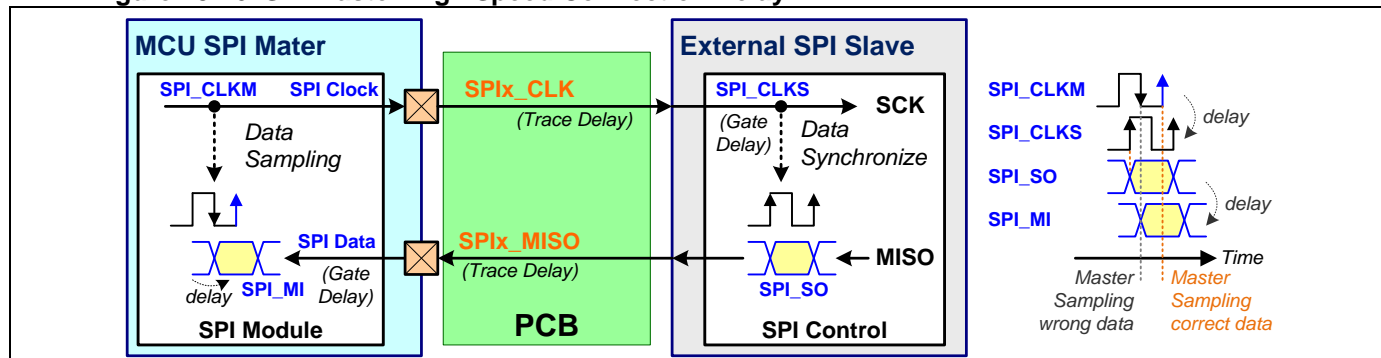 MCU SPI Mater
SPI_CLKM
SPI Clock
Data
Sampling
SPI Data
(Gate
Delay)
delay
SPI_MI
SPI Module
SPIx_CLK
(Trace Delay)
SPIx_MISO
(Trace Delay)
PCB
External SPI Slave
SPI_CLKS
SCK
(Gate
Delay)
Data
Synchronize
MISO
SPI_SO
SPI Control
SPI_CLKM
delay
SPI_CLKS
SPI_SO
delay
SPI_MI
Time
Master
Sampling
wrong data
Master
Sampling
correct data